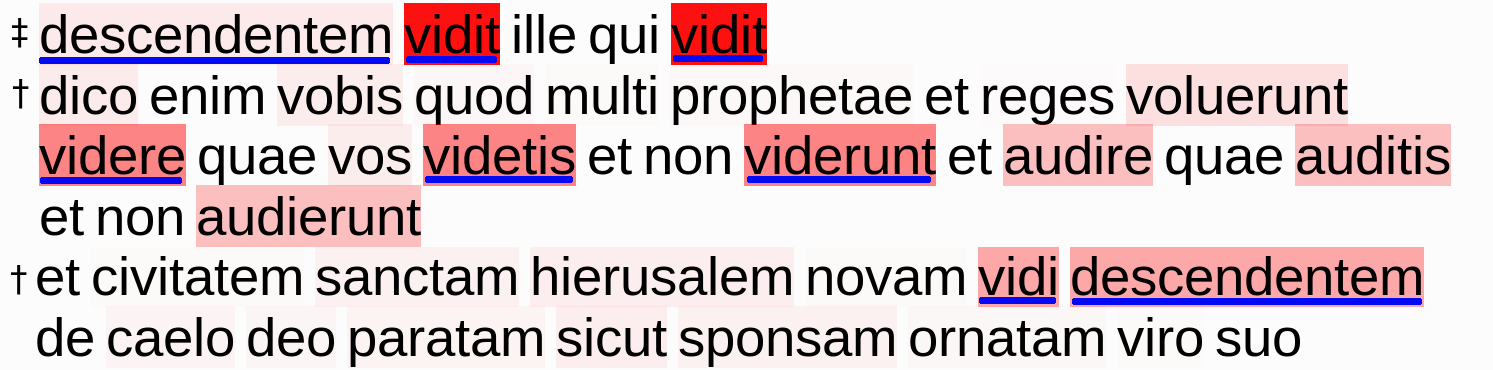 ‡ descendentem vidit ille qui vidit
† dico enim vobis quod multi prophetae et reges voluerunt
videre quae vos videtis et non viderunt et audire quae auditis
et non audierunt
† et civitatem sanctam hierusalem novam vidi descendentem
de caelo deo paratam sicut sponsam ornatam viro suo